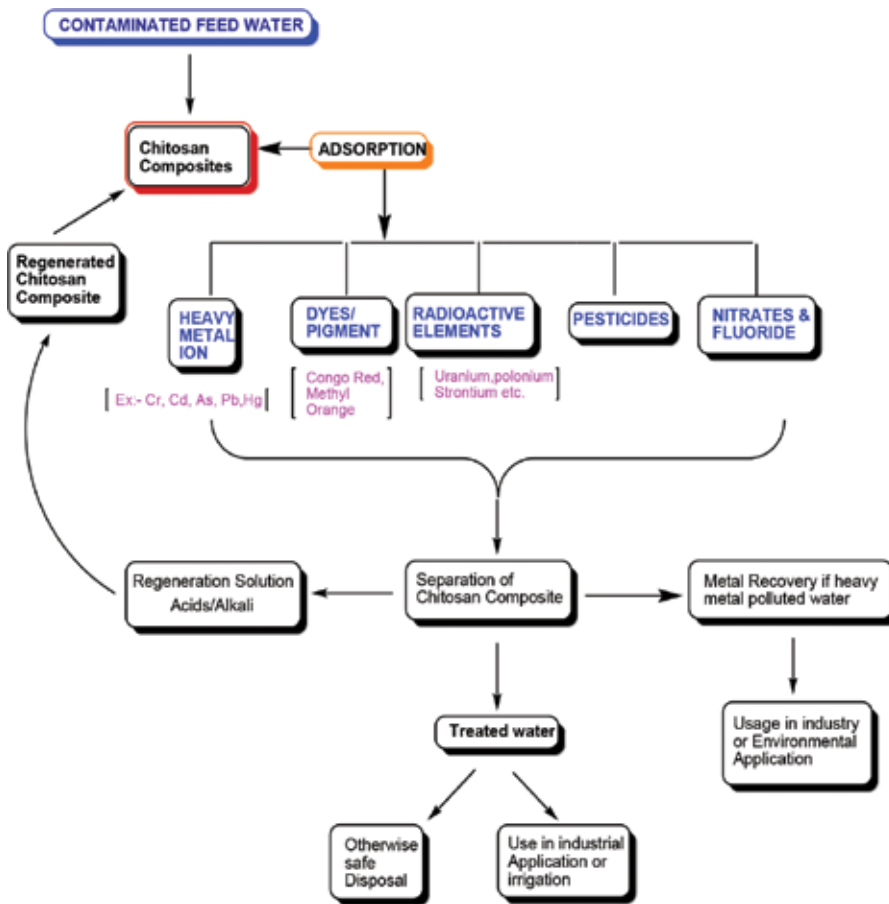 CONTAMINATED FEED WATER
Chitosan
Composites
ADSORPTION
Regenerated
Chitosan
Composite
HEAVY
METAL
ION
DYES/
PIGMENT
RADIOACTIVE
ELEMENTS
PESTICIDES
NITRATES &
FLUORIDE
[ Ex:- Cr, Cd, As, Pb,Hg]
[Congo Red,
Methyl
Orange]
[Uranium,polonium
Strontium etc.]
Regeneration Solution
Acids/Alkali
Separation of
Chitosan Composite
Metal Recovery if heavy
metal polluted water
Treated water
Usage in industry
or Environmental
Application
Otherwise
safe
Disposal
Use in industrial
Application or
irrigation